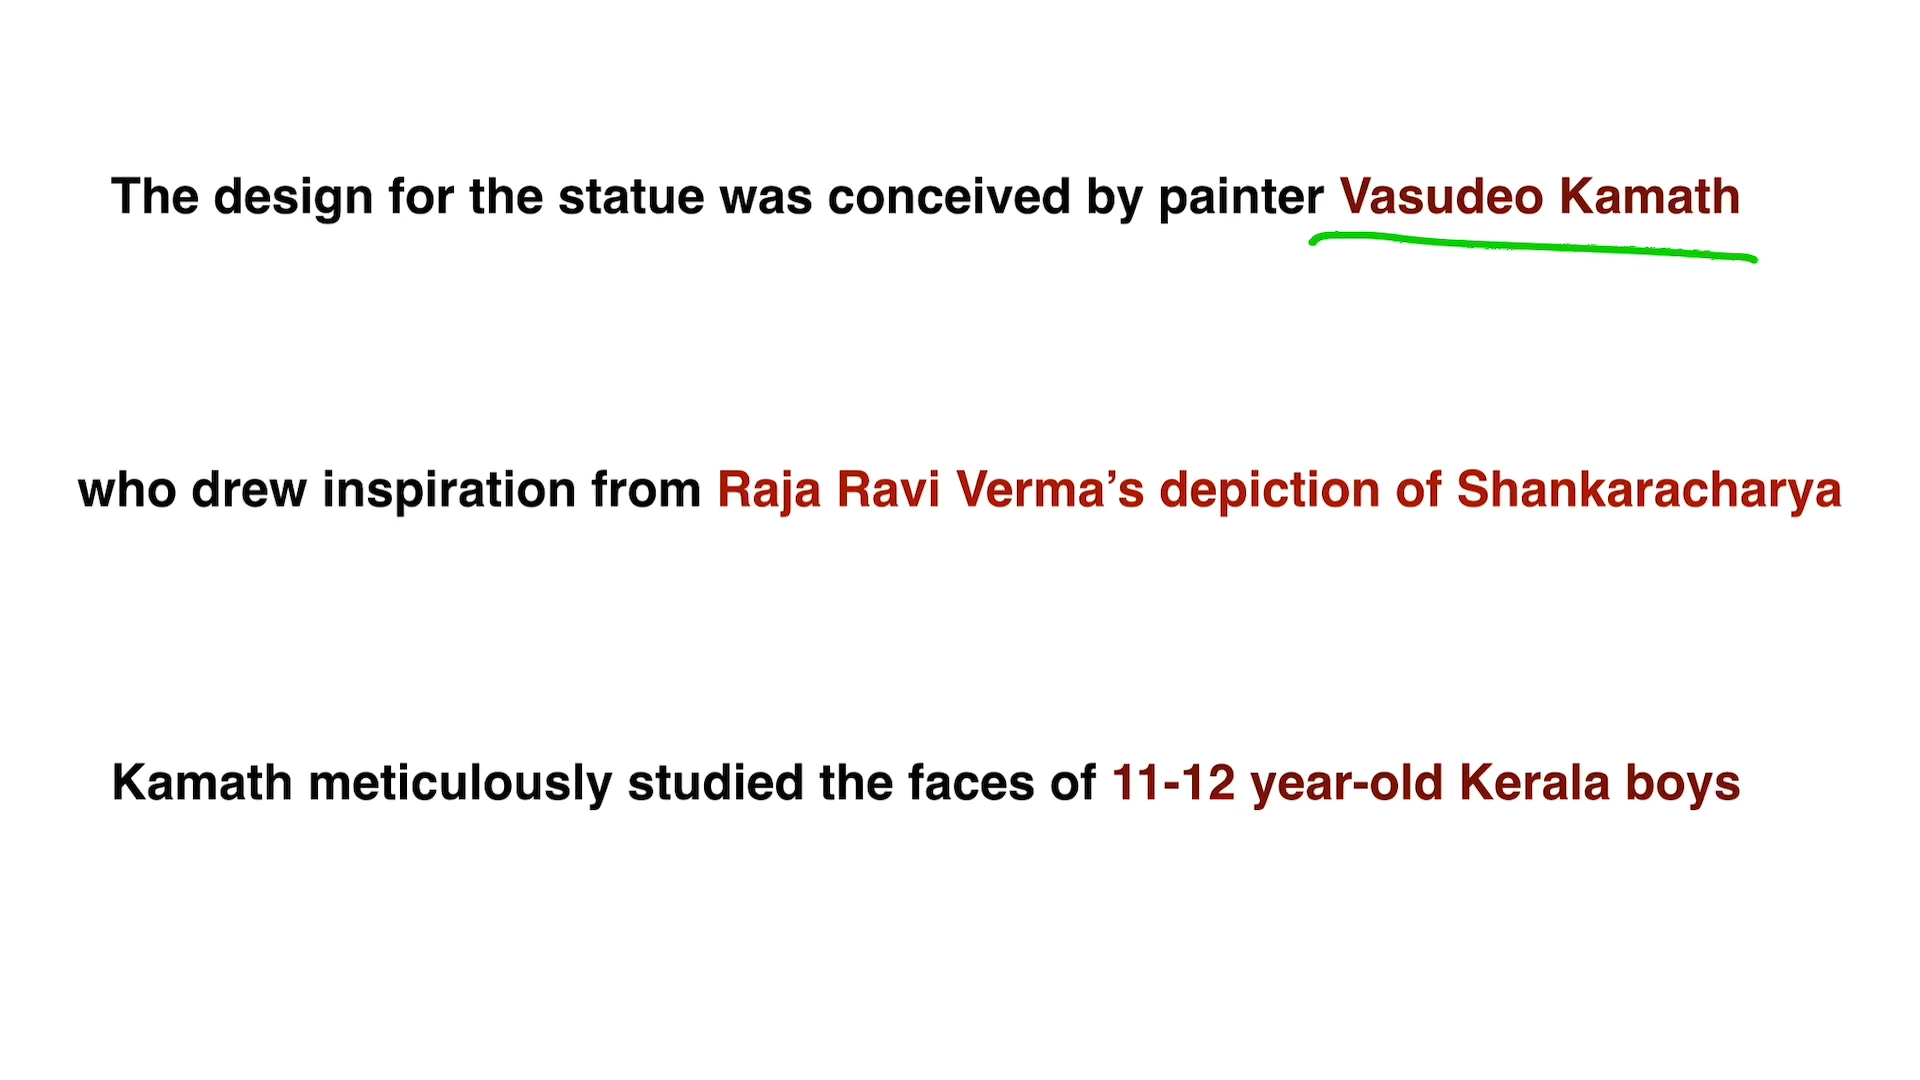 The design for the statue was conceived by painter Vasudeo Kamath
who drew inspiration from Raja Ravi Verma’s depiction of Shankaracharya
Kamath meticulously studied the faces of 11-12 year-old Kerala boys